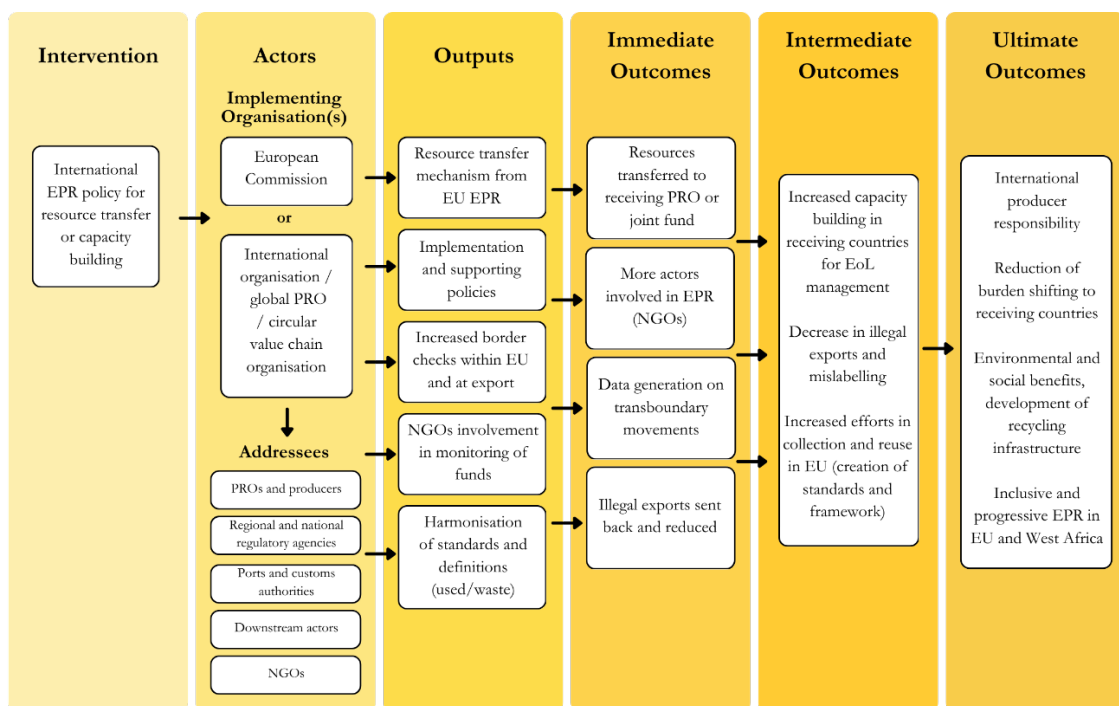 Intervention
International
EPR policy for
resource transfer
or capacity
building
Actors
Implementing
Organisation(s)
European
Commission
or
International
organisation /
global PRO
/ circular
value chain
organisation
Addressees
PROs and producers
Regional and national
regulatory agencies
Ports and customs
authorities
Downstream actors
NGOs
Outputs
Resource transfer
mechanism from
EU EPR
Implementation
and supporting
policies
Increased border
checks within EU
and at export
NGOs involvement
in monitoring of
funds
Harmonisation
of standards and
definitions
(used/waste)
Immediate
Outcomes
Resources
transferred to
receiving PRO or
joint fund
More actors
involved in EPR
(NGOs)
Data generation on
transboundary
movements
Illegal exports sent
back and reduced
Intermediate
Outcomes
Increased capacity
building in
receiving countries
for EoL
management
Decrease in illegal
exports and
mislabelling
Increased efforts in
collection and reuse
in EU (creation of
standards and
framework)
Ultimate
Outcomes
International
producer
responsibility
Reduction of
burden shifting to
receiving countries
Environmental and
social benefits,
development of
recycling
infrastructure
Inclusive and
progressive EPR in
EU and West Africa